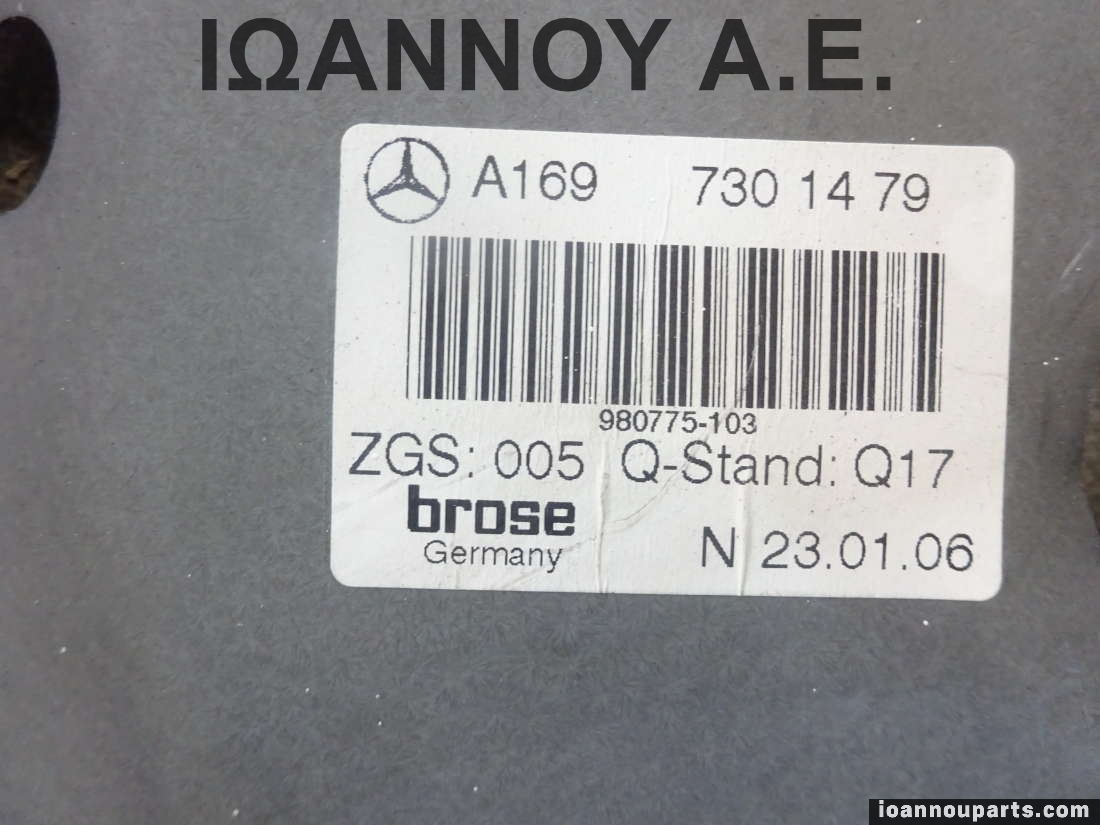 ΙΩΑΝΝΟΥ Α.Ε.
A169 730 14 79
980775-103
ZGS: 005 Q-Stand: Q17
brose
Germany
N 23.01.06
ioannouparts.com